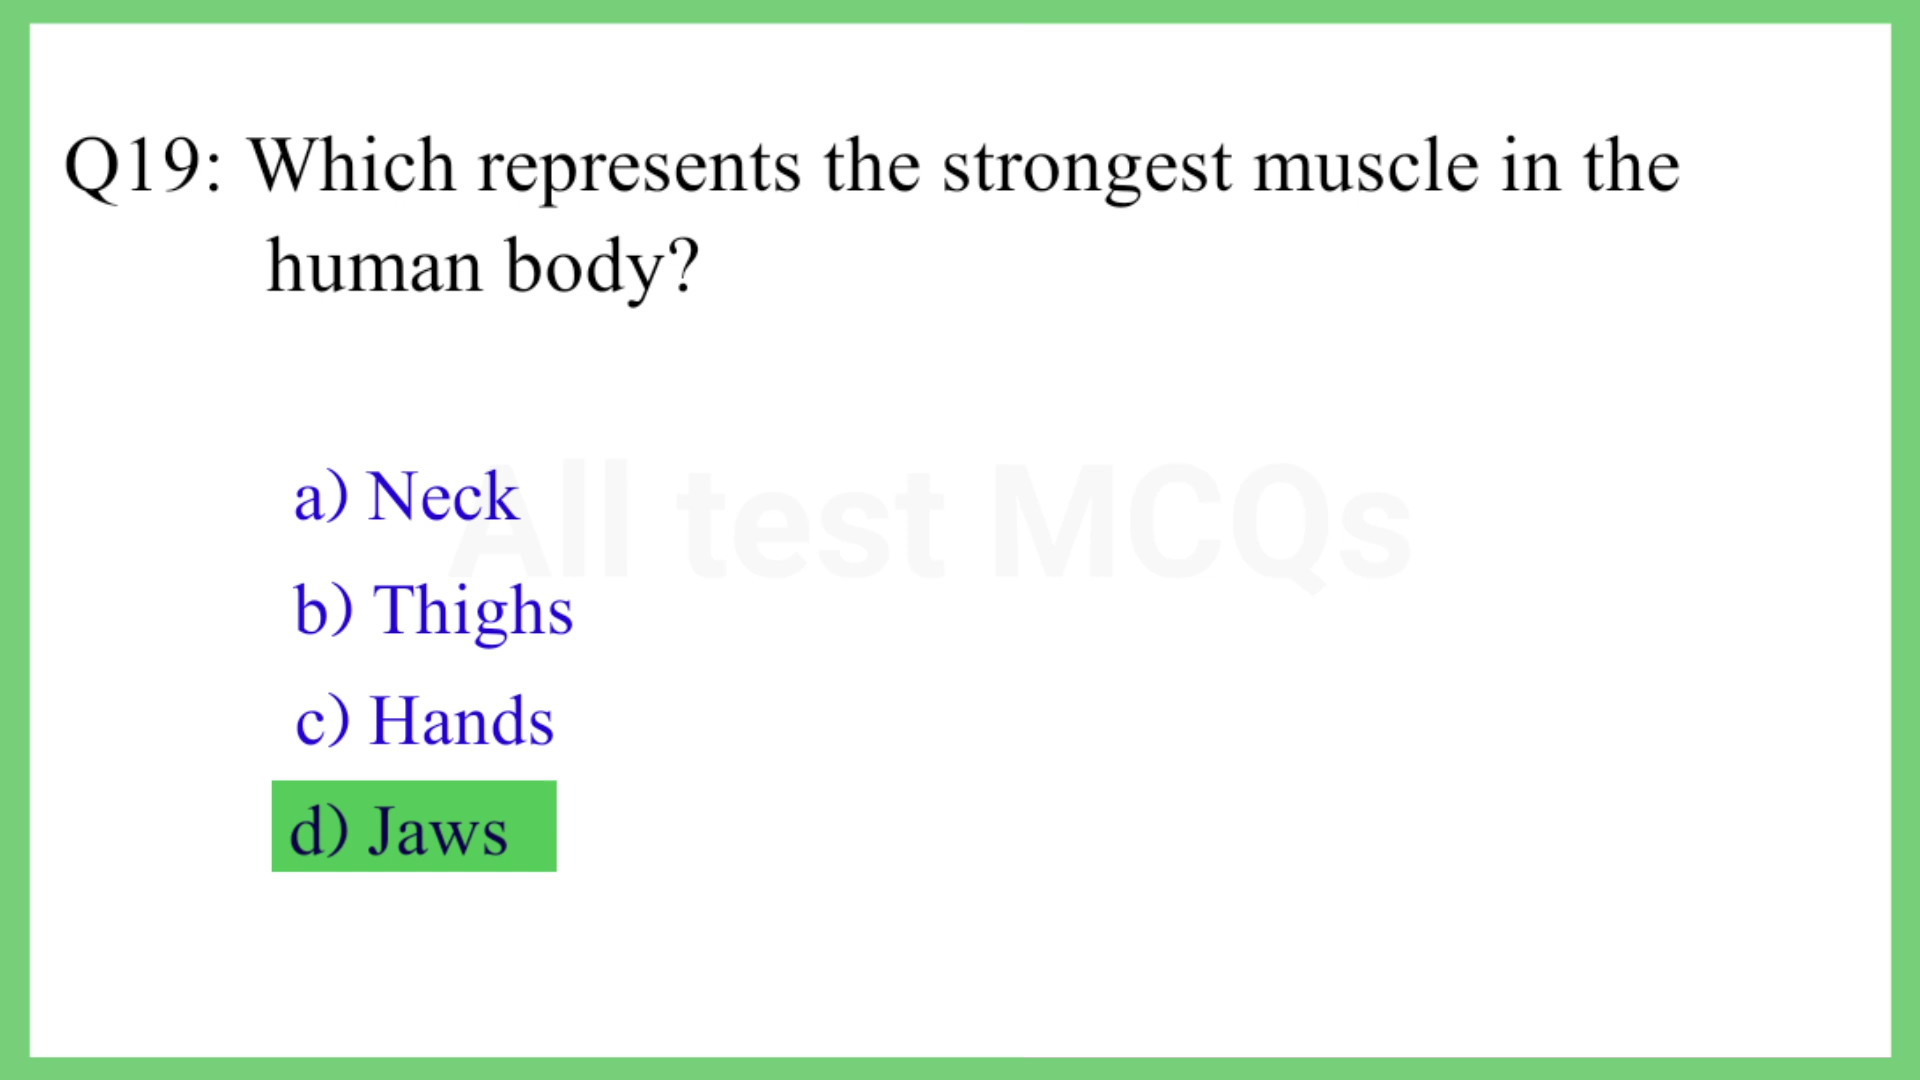 Q19: Which represents the strongest muscle in the
human body?
All test MCQs
a) Neck
b) Thighs
c) Hands
d) Jaws